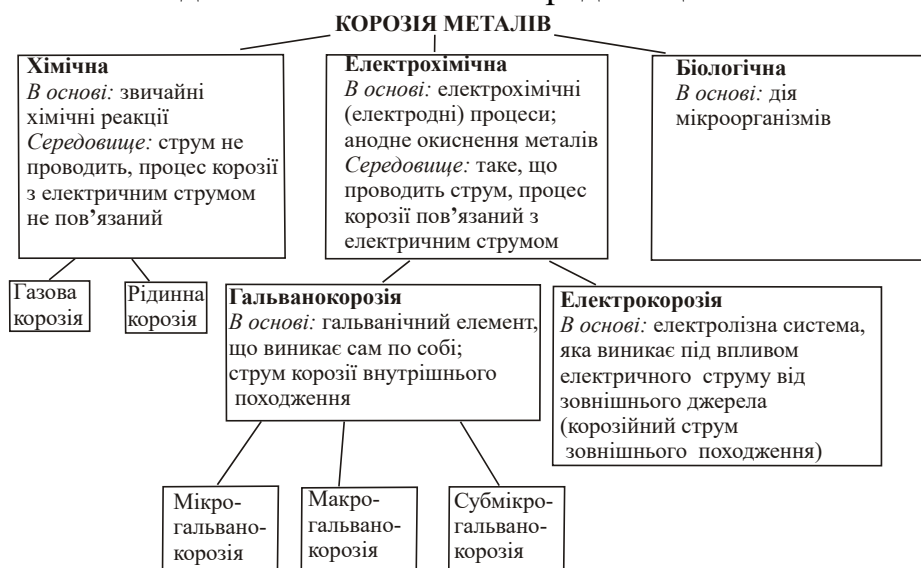 КОРОЗІЯ МЕТАЛІВ
Хімічна
В основі: звичайні
хімічні реакції
Середовище: струм не
проводить, процес корозії
з електричним струмом
не пов’язаний
Електрохімічна
В основі: електрохімічні
(електродні) процеси;
анодне окиснення металів
Середовище: таке, що
проводить струм, процес
корозії пов’язаний з
електричним струмом
Біологічна
В основі: дія
мікроорганізмів
Газова
корозія
Рідинна
корозія
Гальванокорозія
В основі: гальванічний елемент,
що виникає сам по собі;
струм корозії внутрішнього
походження
Електрокорозія
В основі: електролізна система,
яка виникає під впливом
електричного струму від
зовнішнього джерела
(корозійний струм
зовнішнього походження)
Мікро-
гальвано-
корозія
Макро-
гальвано-
корозія
Субмікро-
гальвано-
корозія